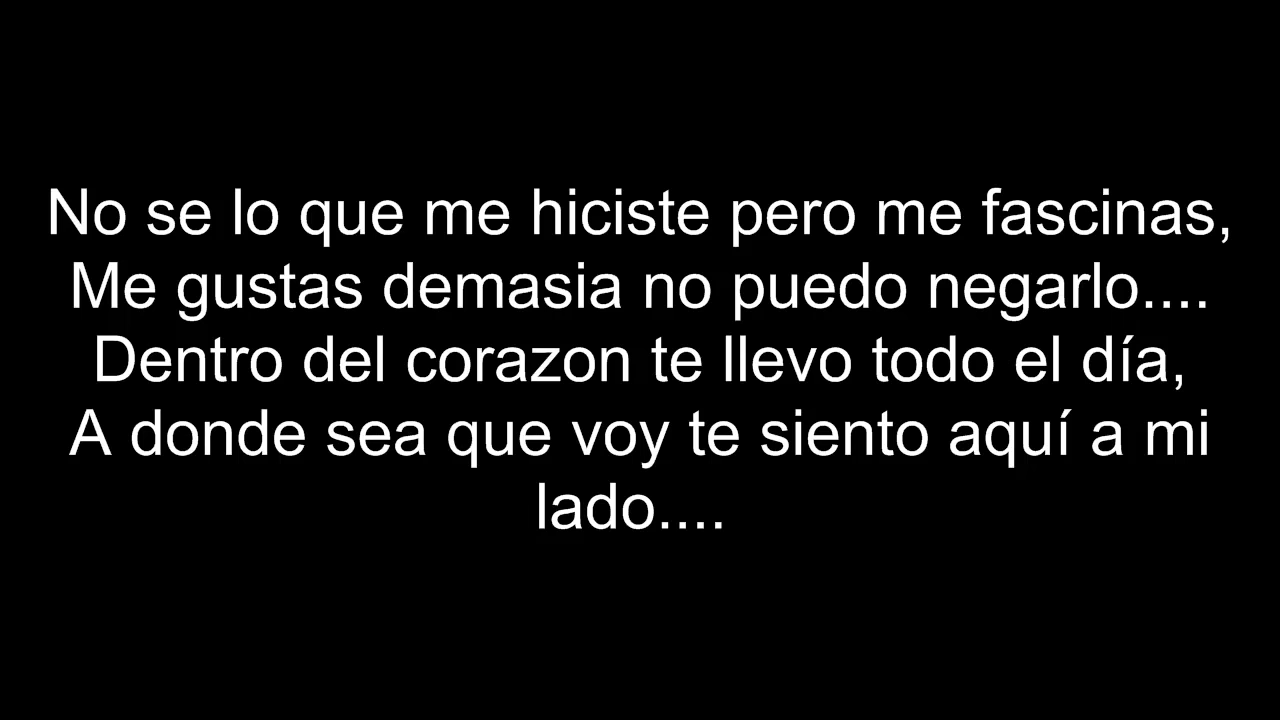 No se lo que me hiciste pero me fascinas,
Me gustas demasia no puedo negarlo....
Dentro del corazon te llevo todo el día,
A donde sea que voy te siento aquí a mi
lado....